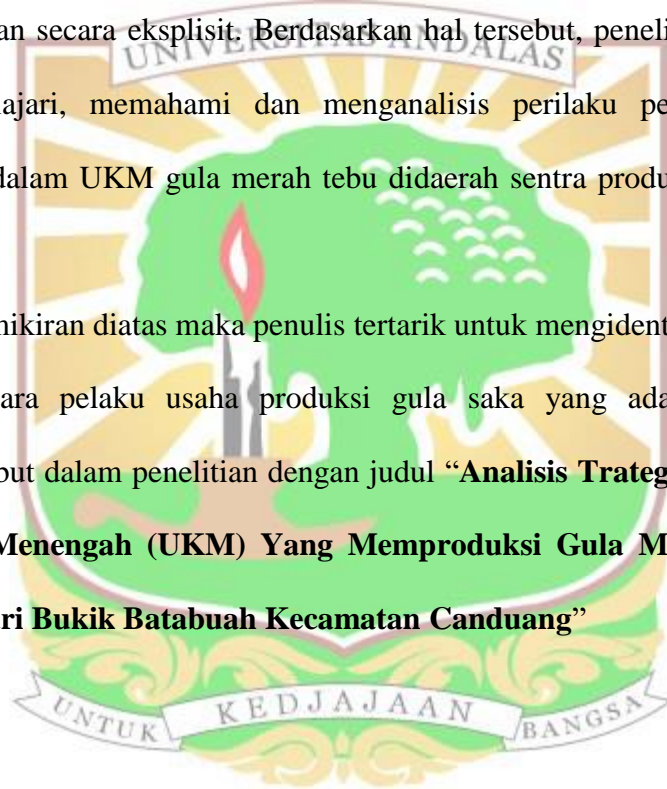 an secara eksplisit. Berdasarkan hal tersebut, peneli
UNIVERSITAS ANDALAS
lajari, memahami dan menganalisis perilaku pe
dalam UKM gula merah tebu didaerah sentra produ
nikiran diatas maka penulis tertarik untuk mengident
ara pelaku usaha produksi gula saka yang ada
but dalam penelitian dengan judul “Analisis Trateg
Menengah (UKM) Yang Memproduksi Gula M
ri Bukik Batabuah Kecamatan Canduang”
UNTUK KEDJAJAAN BANGSA